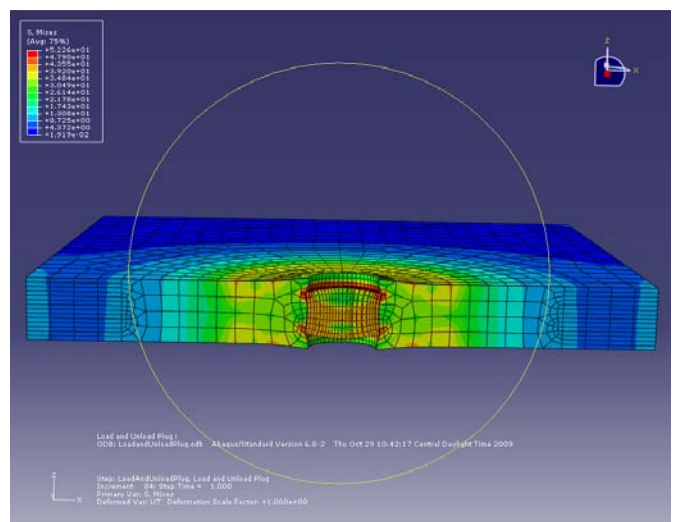 S, Mises
(Avg: 75%)
+5.226e+01
+4.790e+01
+4.355e+01
+3.920e+01
+3.484e+01
+3.049e+01
+2.614e+01
+2.178e+01
+1.743e+01
+1.308e+01
+8.725e+00
+4.372e+00
+1.919e-02
Z
X
Load and Unload Plug
ODB: LoadandUnloadPlug.odb Abaqus/Standard Version 6.8-2 Thu Oct 29 10:42:17 Central Daylight Time 2009
Step: LoadAndUnloadPlug, Load and Unload Plug
Increment 84: Step Time = 1.000
Primary Var: S, Mises
Deformed Var: UT Deformation Scale Factor: +1.000e+00
Z
X